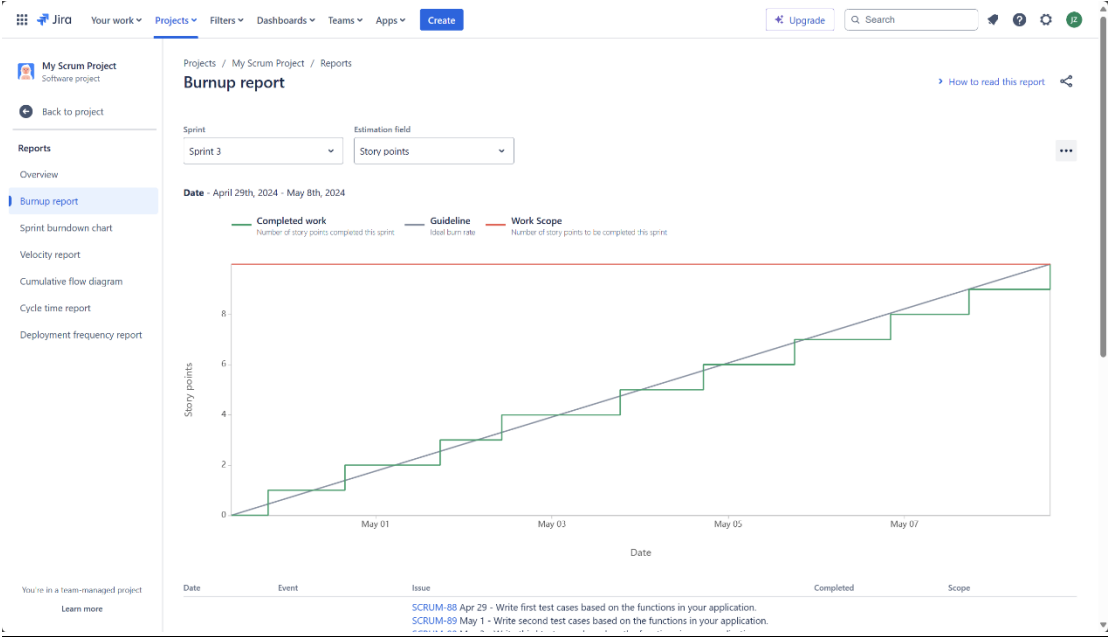 Jira Your work Projects Filters Dashboards Teams Apps Create Upgrade Search JZ
My Scrum Project
Software project
Back to project
Reports
Overview
Burnup report
Sprint burndown chart
Velocity report
Cumulative flow diagram
Cycle time report
Deployment frequency report
You're in a team-managed project
Learn more
Projects / My Scrum Project / Reports
Burnup report
How to read this report
Sprint
Estimation field
Sprint 3
Story points
Date - April 29th, 2024 - May 8th, 2024
Completed work
Number of story points completed this sprint
Guideline
Ideal burn rate
Work Scope
Number of story points to be completed this sprint
Story points
8
6
4
2
0
May 01 May 03 May 05 May 07
Date
Date Event Issue Completed Scope
SCRUM-88 Apr 29 - Write first test cases based on the functions in your application.
SCRUM-89 May 1 - Write second test cases based on the functions in your application.